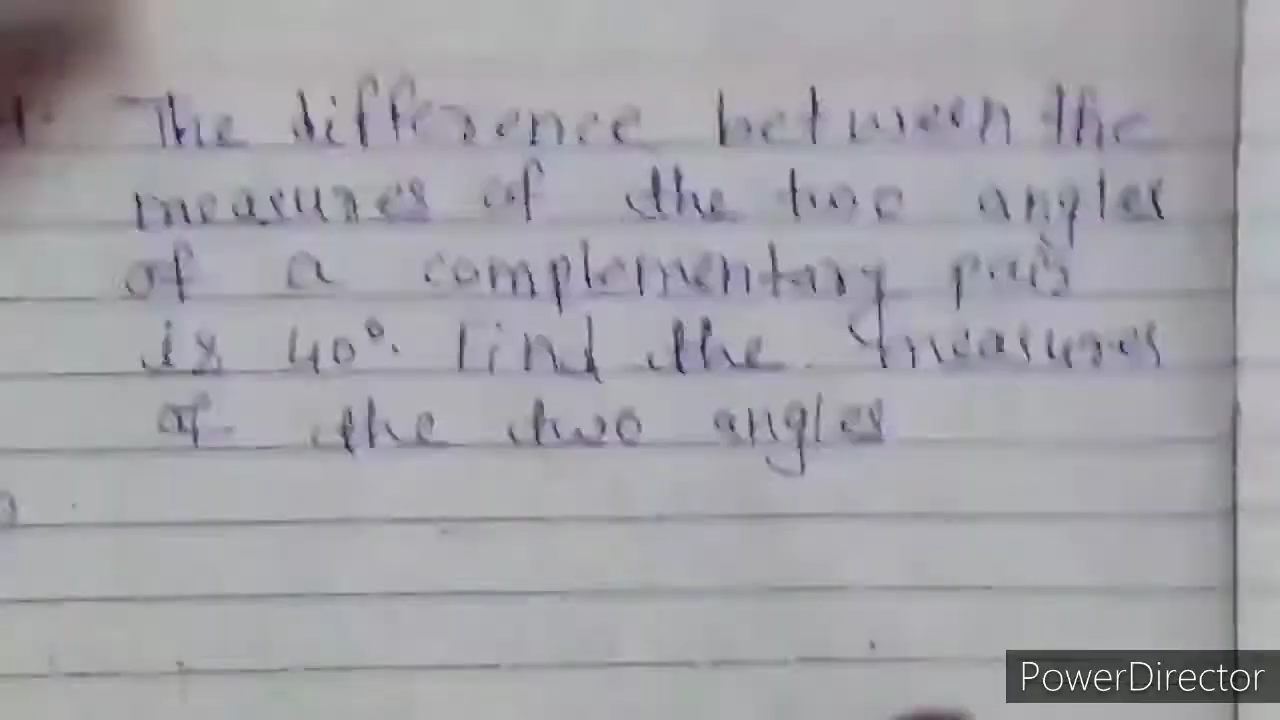 The difference between the
measures of the two angles
of a complementary pair
is 40°. Find the measures
of the two angles
PowerDirector